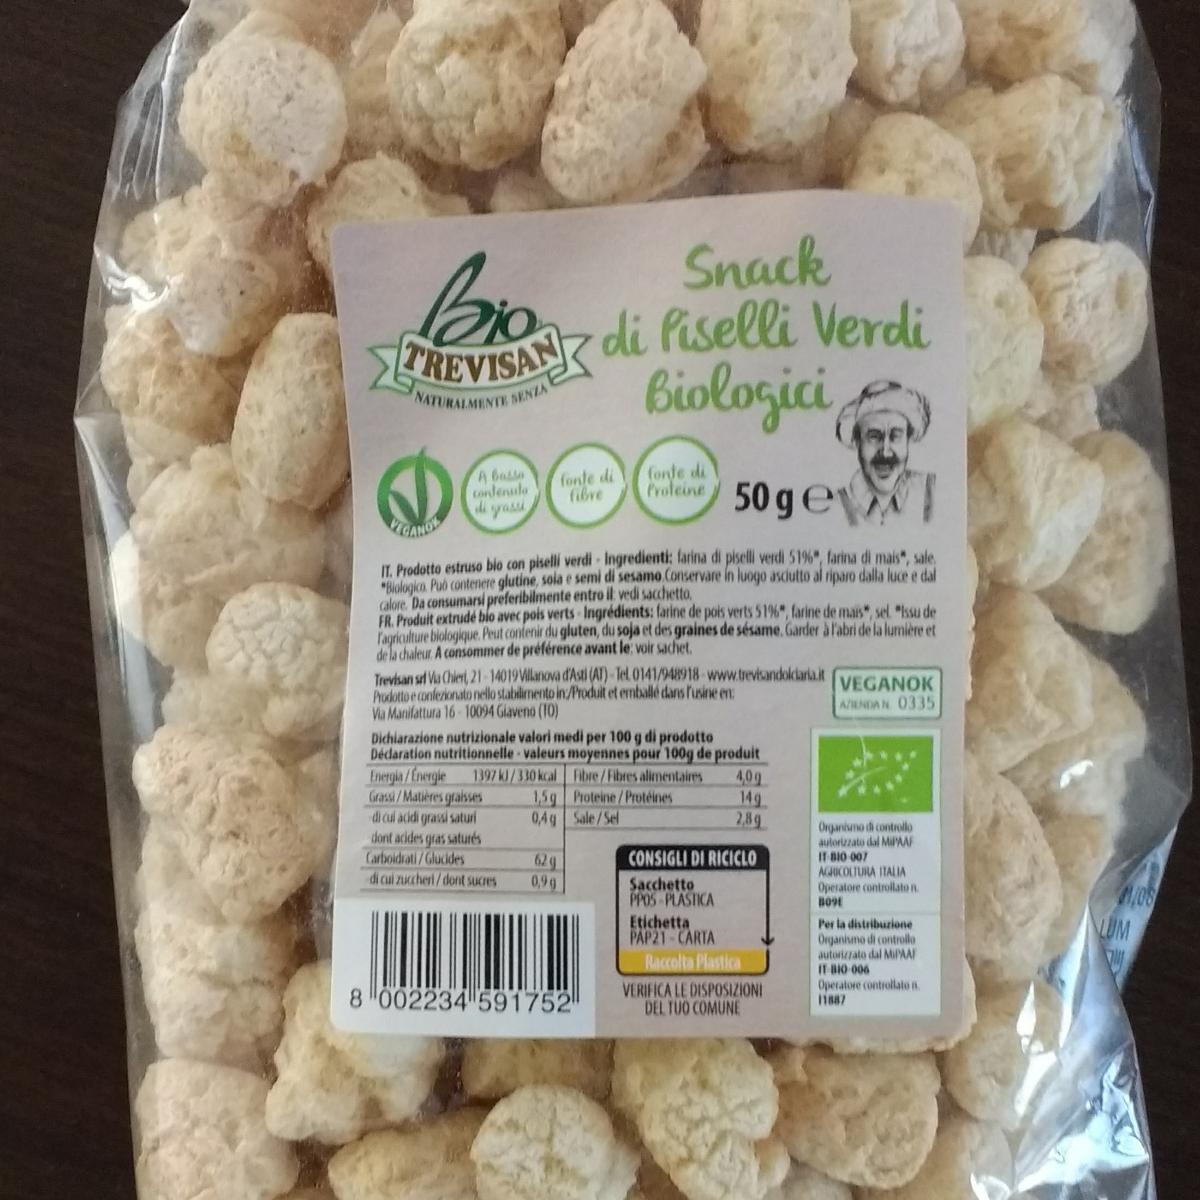 Bio
TREVISAN
NATURALMENTE SENZA
Snack
di Piselli Verdi
Biologici
VEGANOK
A basso
contenuto
di grassi
fonte di
fibre
fonte di
Proteine
50 g e
IT. Prodotto estruso bio con piselli verdi - Ingredienti: farina di piselli verdi 51%*, farina di mais*, sale.
*Biologico. Può contenere glutine, soia e semi di sesamo.Conservare in luogo asciutto al riparo dalla luce e dal
calore. Da consumarsi preferibilmente entro il: vedi sacchetto.
FR. Produit extrudé bio avec pois verts - Ingrédients: farine de pois verts 51%*, farine de maïs*, sel. *Issu de
l'agriculture biologique. Peut contenir du gluten, du soja et des graines de sésame. Garder à l'abri de la lumière et
de la chaleur. A consommer de préférence avant le: voir sachet.
Trevisan srl Via Chieri, 21 - 14019 Villanova d'Asti (AT) - Tel. 0141/948918 - www.trevisandolciaria.it
Prodotto e confezionato nello stabilimento in:/Produit et emballé dans l'usine en:
Via Manifattura 16 - 10094 Giaveno (TO)
VEGANOK
AZIENDA N. 0335
Dichiarazione nutrizionale valori medi per 100 g di prodotto
Déclaration nutritionnelle - valeurs moyennes pour 100g de produit
Energia / Énergie 1397 kJ / 330 kcal
Grassi / Matières graisses 1,5 g
di cui acidi grassi saturi 0,4 g
dont acides gras saturés
Carboidrati / Glucides 62 g
di cui zuccheri / dont sucres 0,9 g
Fibre / Fibres alimentaires 4,0 g
Proteine / Protéines 14 g
Sale / Sel 2,8 g
CONSIGLI DI RICICLO
Sacchetto
PP05 - PLASTICA
Etichetta
PAP21 - CARTA
Raccolta Plastica
VERIFICA LE DISPOSIZIONI
DEL TUO COMUNE
Organismo di controllo
autorizzato dal MiPAAF
IT-BIO-007
AGRICOLTURA ITALIA
Operatore controllato n.
B09E
Per la distribuzione
Organismo di controllo
autorizzato dal MiPAAF
IT-BIO-006
Operatore controllato n.
I1887
8 002234 591752
LUM